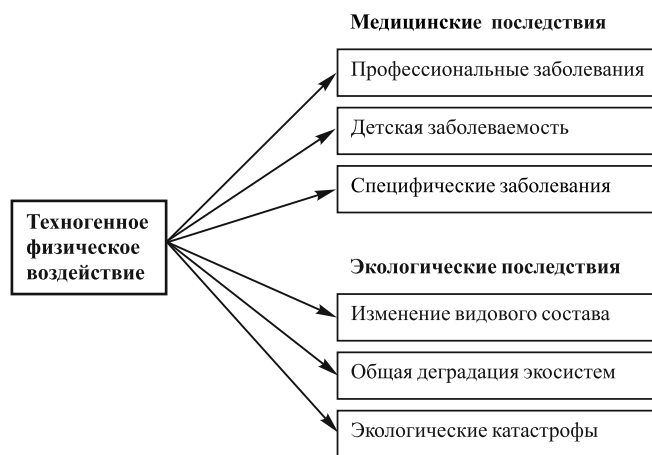 Медицинские последствия
Профессиональные заболевания
Детская заболеваемость
Специфические заболевания
Техногенное
физическое
воздействие
Экологические последствия
Изменение видового состава
Общая деградация экосистем
Экологические катастрофы